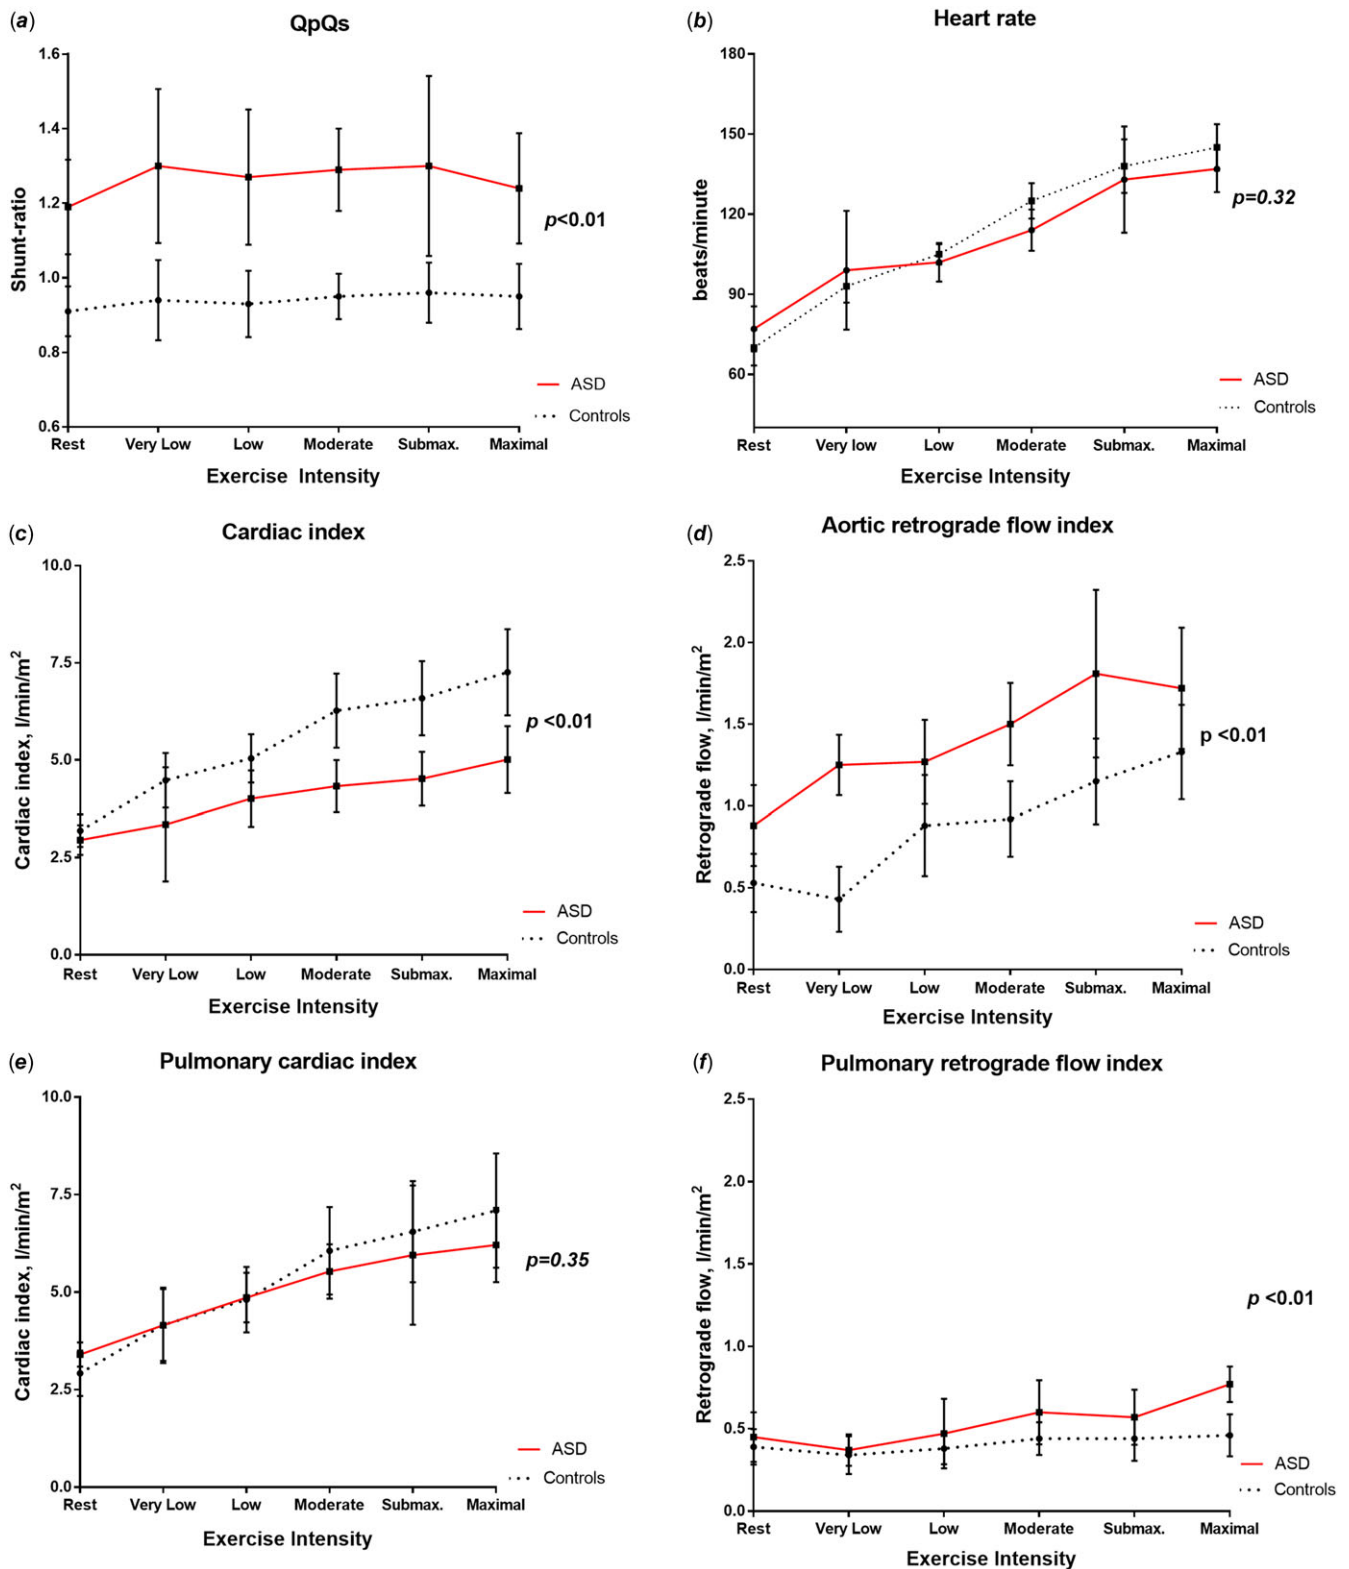 (a)
QpQs
Shunt-ratio
1.6
1.4
1.2
1.0
0.8
0.6
p<0.01
ASD
Controls
Rest Very Low Low Moderate Submax. Maximal
Exercise Intensity
(b)
Heart rate
beats/minute
180
150
120
90
60
p=0.32
ASD
Controls
Rest Very low Low Moderate Submax. Maximal
Exercise Intensity
(c)
Cardiac index
Cardiac index, l/min/m²
10.0
7.5
5.0
2.5
0.0
p <0.01
ASD
Controls
Rest Very Low Low Moderate Submax. Maximal
Exercise Intensity
(d)
Aortic retrograde flow index
Retrograde flow, l/min/m²
2.5
2.0
1.5
1.0
0.5
0.0
p <0.01
ASD
Controls
Rest Very Low Low Moderate Submax. Maximal
Exercise Intensity
(e)
Pulmonary cardiac index
Cardiac index, l/min/m²
10.0
7.5
5.0
2.5
0.0
p=0.35
ASD
Controls
Rest Very Low Low Moderate Submax. Maximal
Exercise Intensity
(f)
Pulmonary retrograde flow index
Retrograde flow, l/min/m²
2.5
2.0
1.5
1.0
0.5
0.0
p <0.01
ASD
Controls
Rest Very Low Low Moderate Submax. Maximal
Exercise Intensity